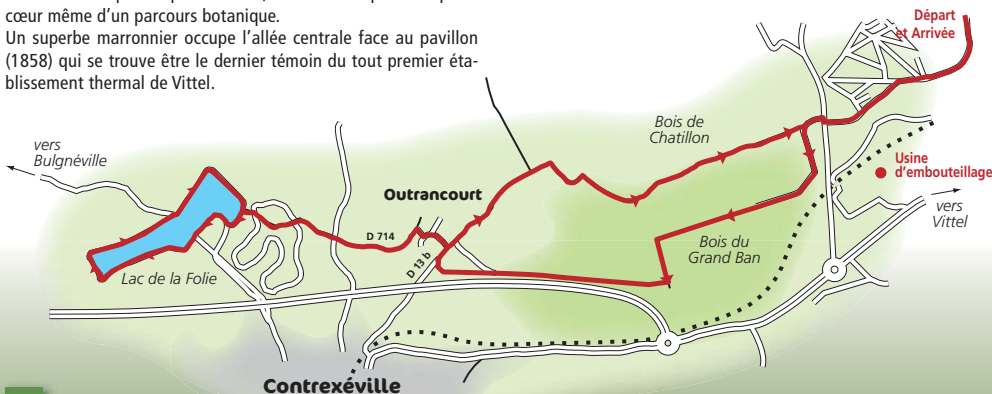 cœur même d’un parcours botanique.
Un superbe marronnier occupe l’allée centrale face au pavillon
(1858) qui se trouve être le dernier témoin du tout premier éta-
blissement thermal de Vittel.
Départ
et Arrivée
Bois de
Chatillon
vers
Bulgnéville
Usine
d’embouteillage
Outrancourt
vers
Vittel
D 714
Bois du
Grand Ban
D 13 b
Lac de la Folie
Contrexéville